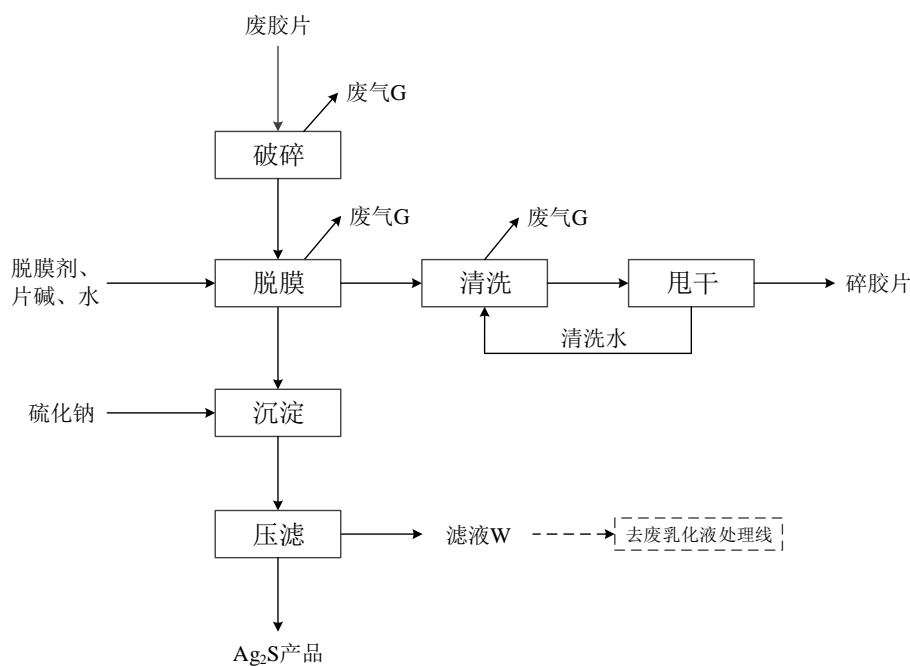 废胶片
废气G
破碎
废气G
废气G
脱膜剂、
片碱、水
脱膜
清洗
甩干
碎胶片
清洗水
硫化钠
沉淀
压滤
滤液W
去废乳化液处理线
Ag₂S产品